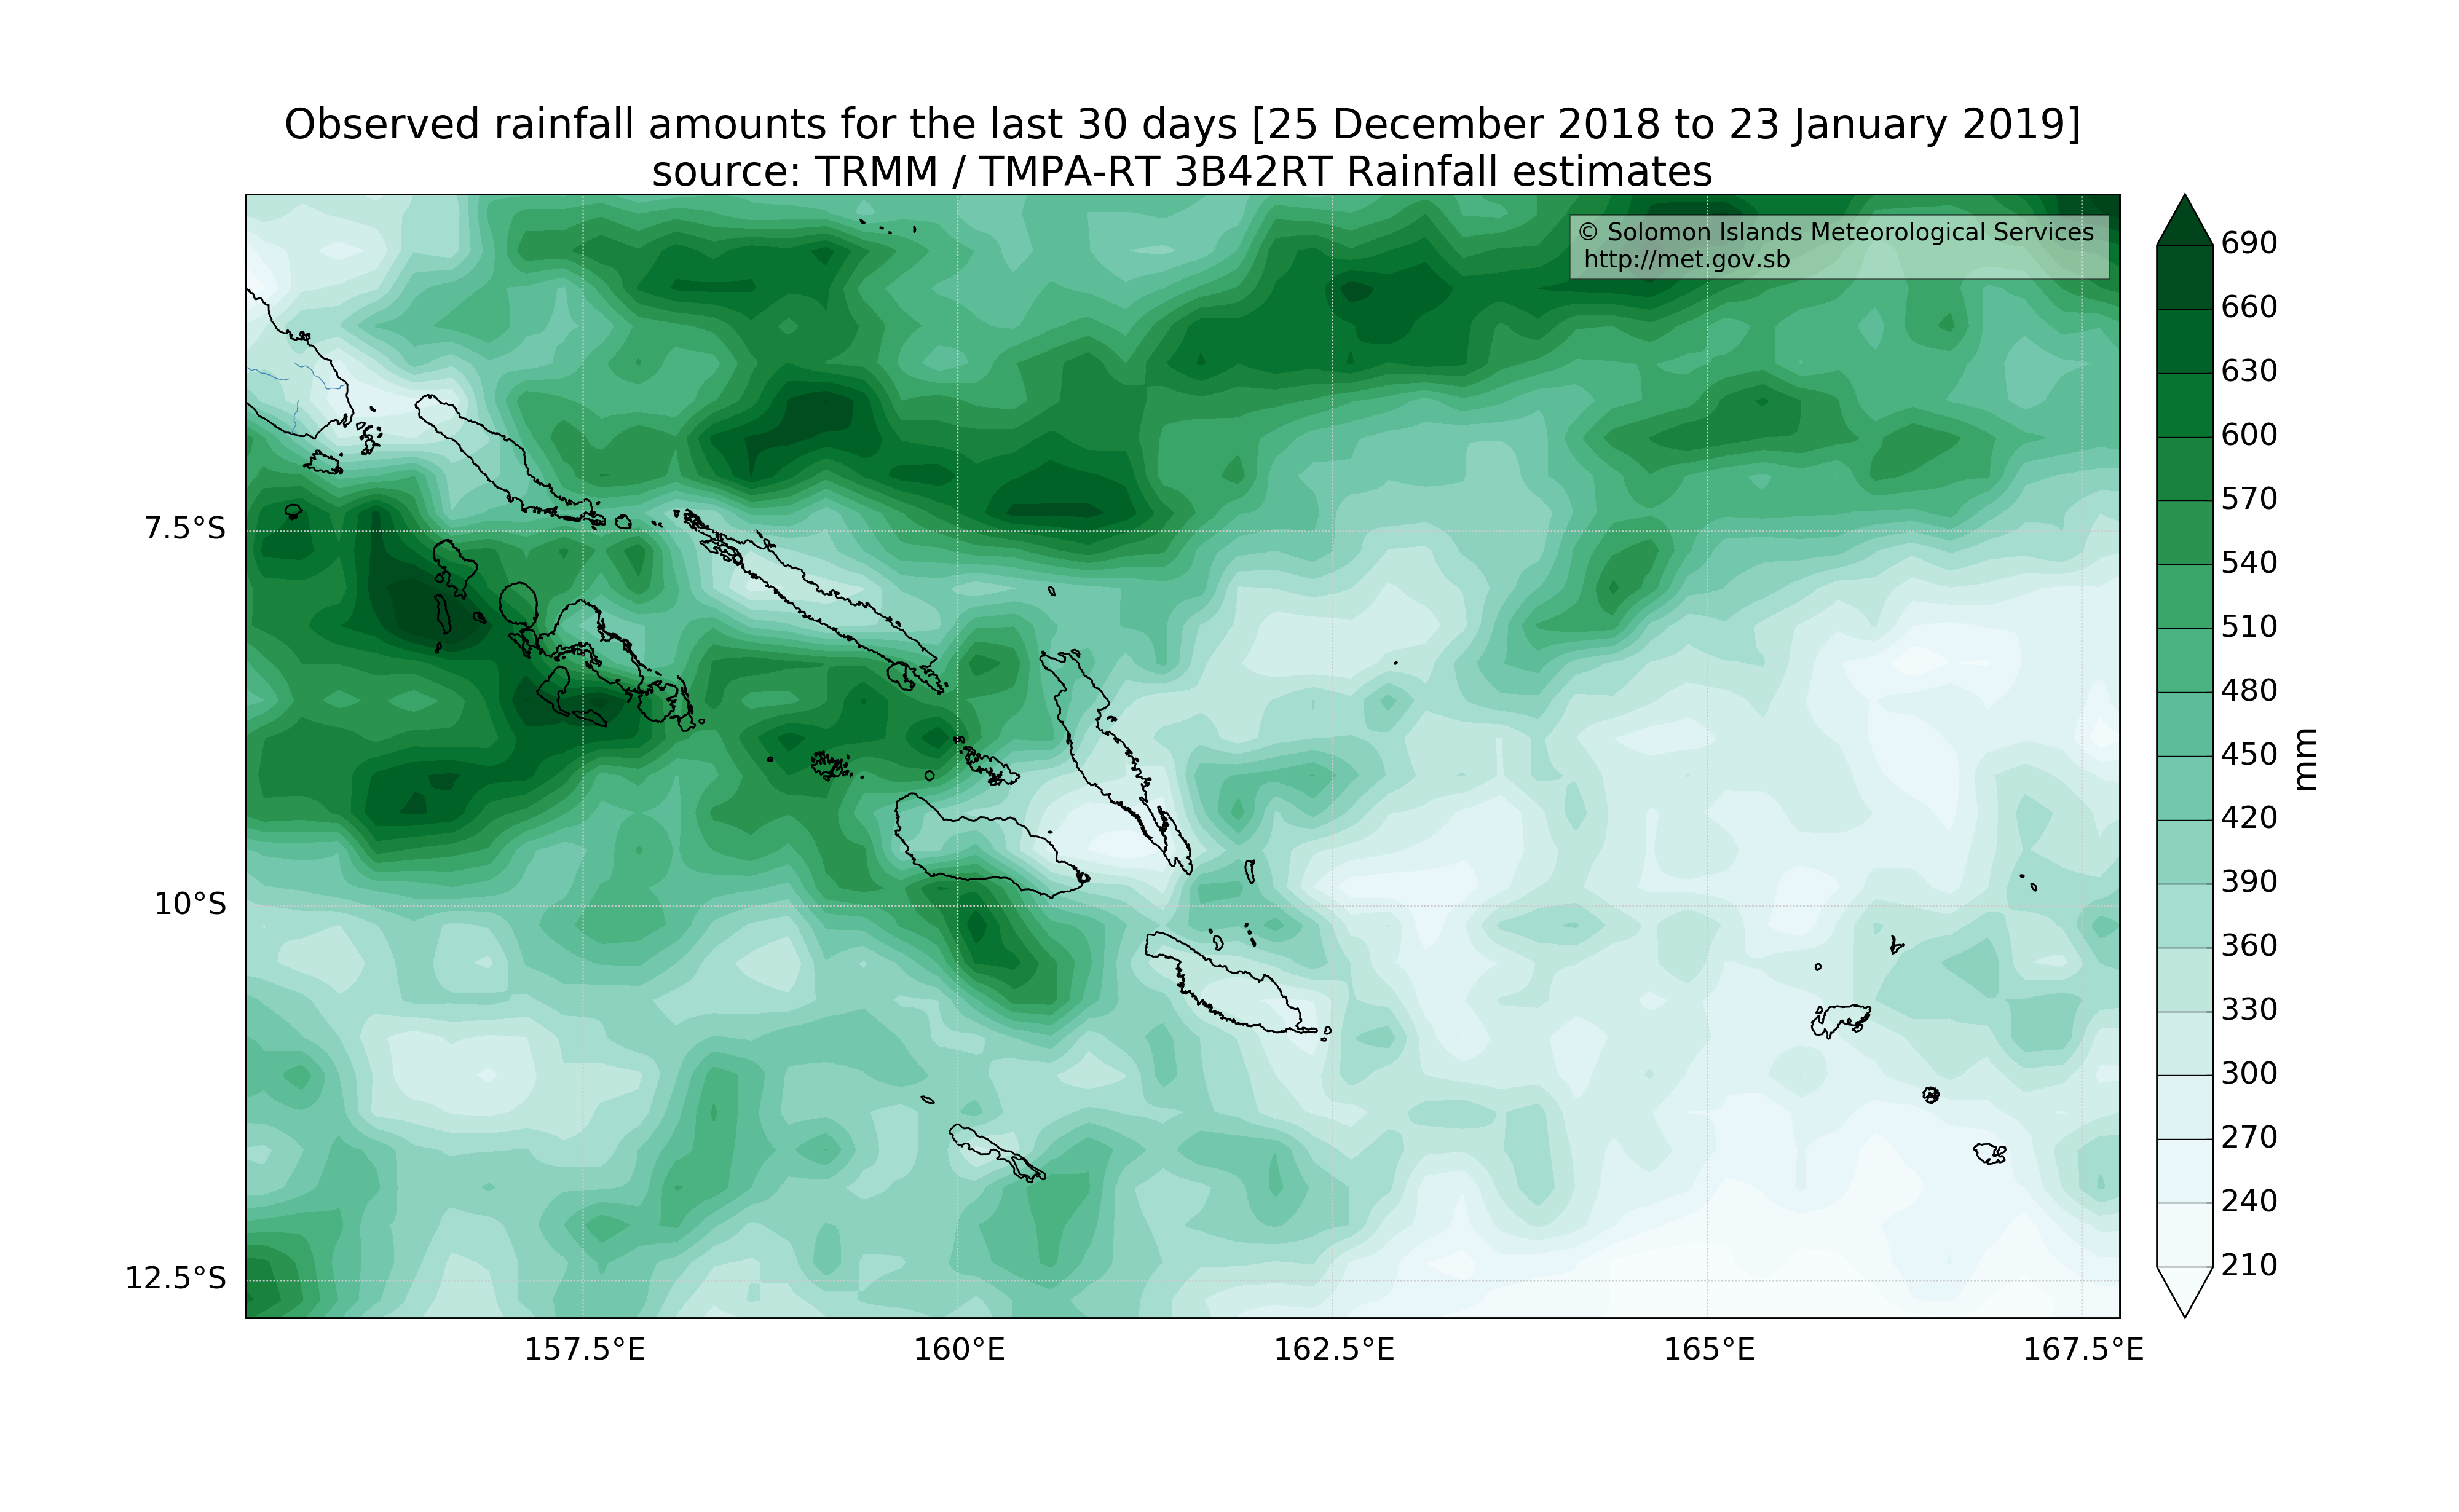 Observed rainfall amounts for the last 30 days [25 December 2018 to 23 January 2019]
source: TRMM / TMPA-RT 3B42RT Rainfall estimates
© Solomon Islands Meteorological Services
http://met.gov.sb
7.5°S
10°S
12.5°S
157.5°E
160°E
162.5°E
165°E
167.5°E
690
660
630
600
570
540
510
480
450
420
390
360
330
300
270
240
210
mm